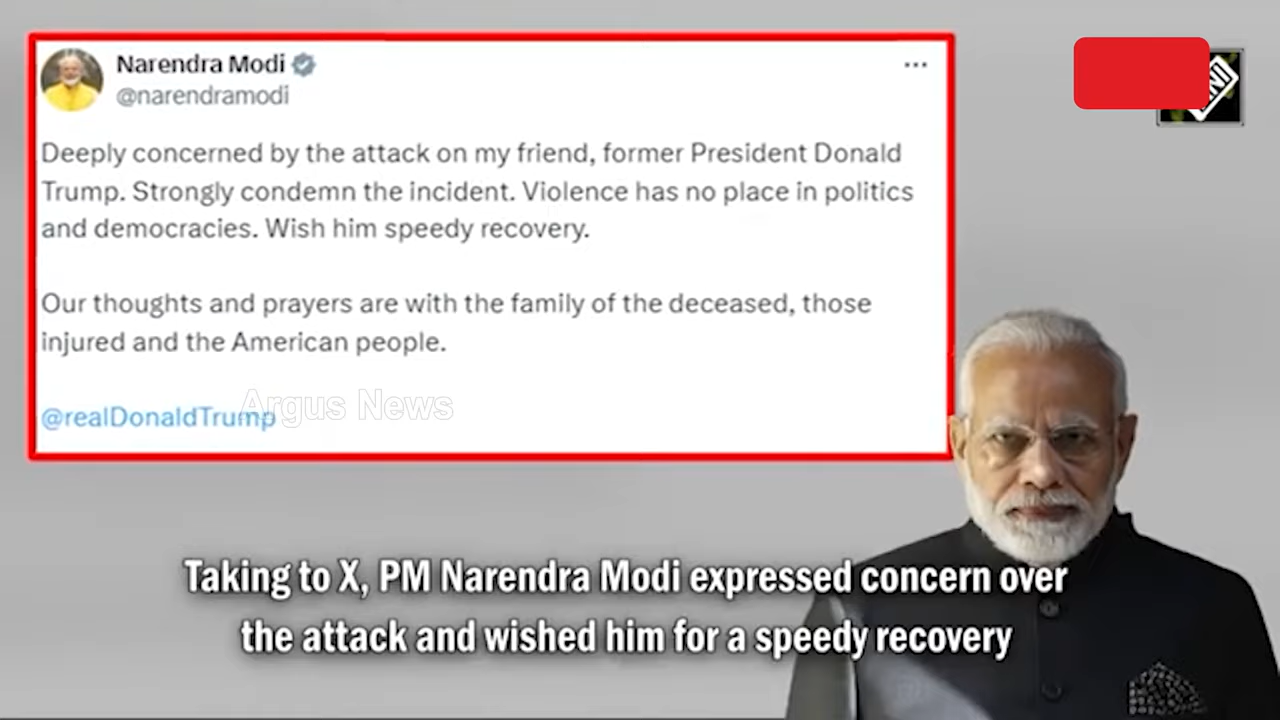 Narendra Modi
@narendramodi
Deeply concerned by the attack on my friend, former President Donald
Trump. Strongly condemn the incident. Violence has no place in politics
and democracies. Wish him speedy recovery.
Our thoughts and prayers are with the family of the deceased, those
injured and the American people.
@realDonaldTrump
Argus News
Taking to X, PM Narendra Modi expressed concern over
the attack and wished him for a speedy recovery